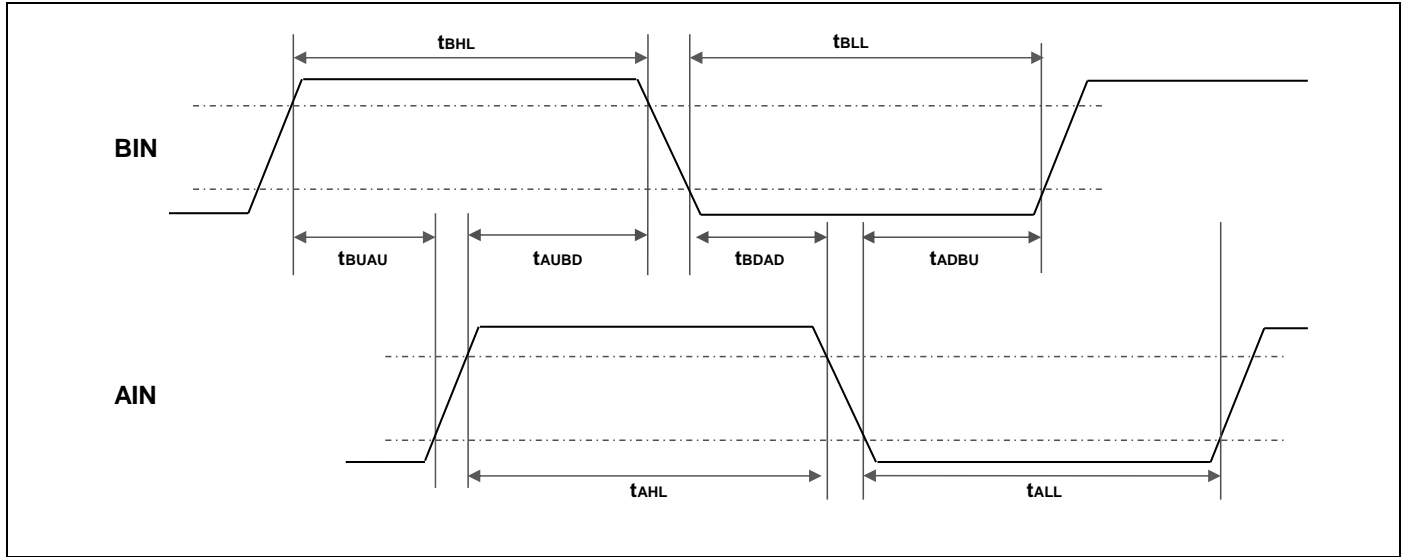 tBHL
tBLL
BIN
tBUAU
tAUBD
tBDAD
tADBU
AIN
tAHL
tALL